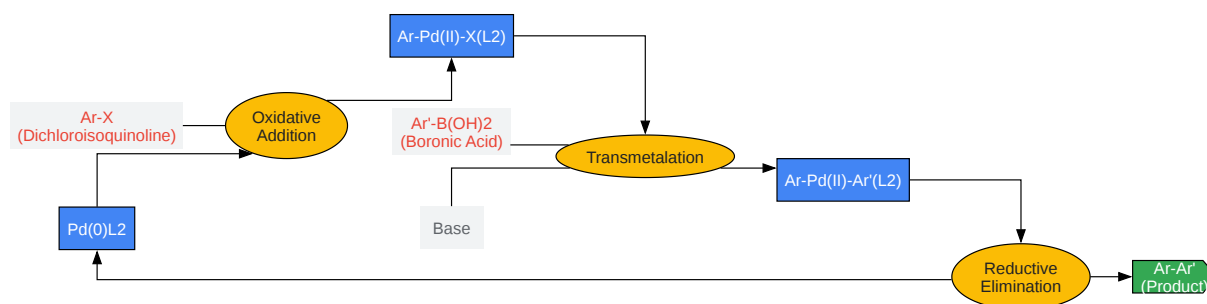 Ar-Pd(II)-X(L2)
Ar-X
(Dichloroisoquinoline)
Oxidative
Addition
Ar'-B(OH)2
(Boronic Acid)
Transmetalation
Ar-Pd(II)-Ar'(L2)
Pd(0)L2
Base
Reductive
Elimination
Ar-Ar'
(Product)